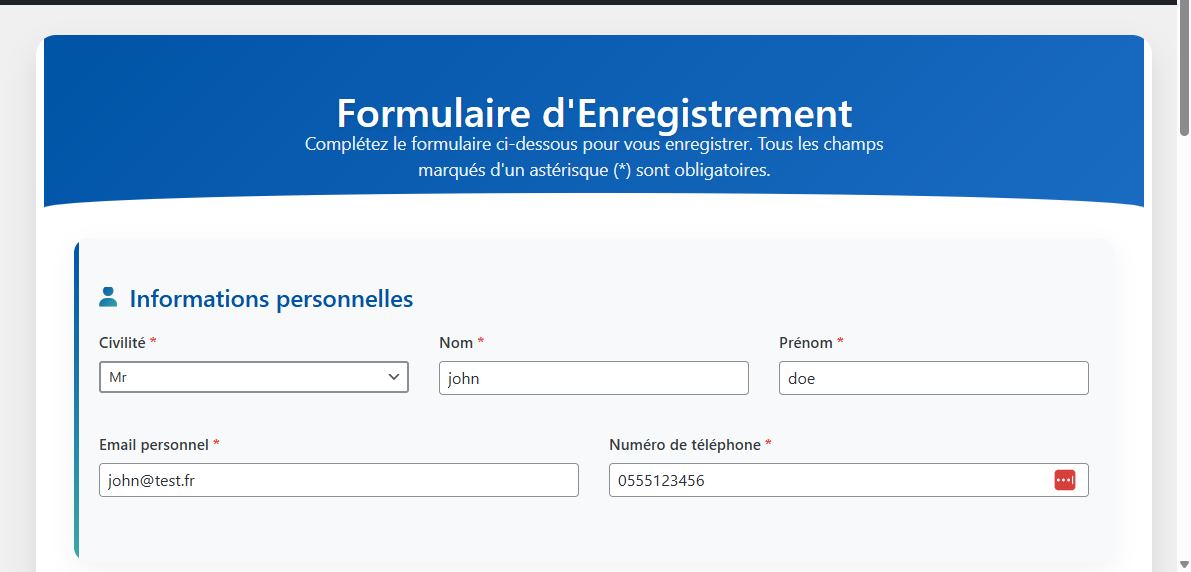 Formulaire d'Enregistrement
Complétez le formulaire ci-dessous pour vous enregistrer. Tous les champs
marqués d'un astérisque (*) sont obligatoires.
Informations personnelles
Civilité *
Nom *
Prénom *
Mr
john
doe
Email personnel *
Numéro de téléphone *
john@test.fr
0555123456